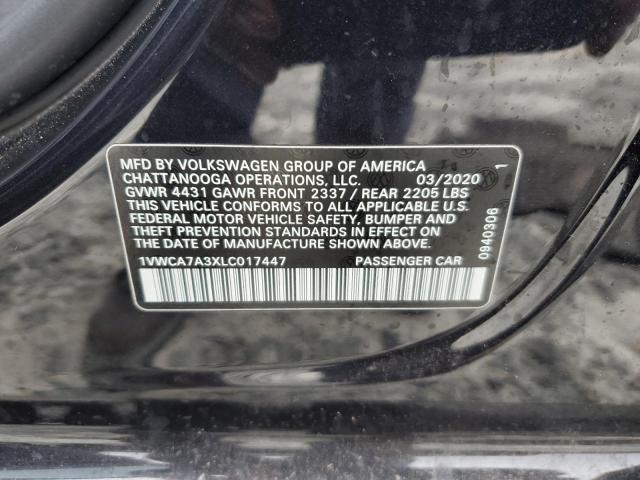 MFD BY VOLKSWAGEN GROUP OF AMERICA
CHATTANOOGA OPERATIONS, LLC. 03/2020
GVWR 4431 GAWR FRONT 2337 / REAR 2205 LBS
THIS VEHICLE CONFORMS TO ALL APPLICABLE U.S.
FEDERAL MOTOR VEHICLE SAFETY, BUMPER AND
THEFT PREVENTION STANDARDS IN EFFECT ON
THE DATE OF MANUFACTURE SHOWN ABOVE.
1VWCA7A3XLC017447 PASSENGER CAR
0940306 1